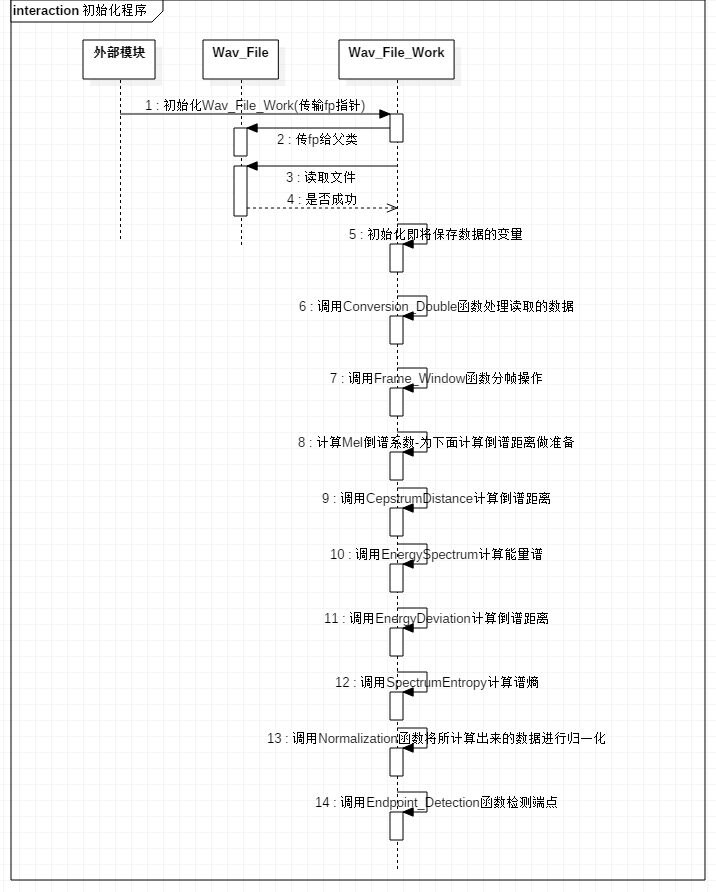 interaction 初始化程序
外部模块
Wav_File
Wav_File_Work
1 : 初始化Wav_File_Work(传输fp指针)
2 : 传fp给父类
3 : 读取文件
4 : 是否成功
5 : 初始化即将保存数据的变量
6 : 调用Conversion_Double函数处理读取的数据
7 : 调用Frame_Window函数分帧操作
8 : 计算Mel倒谱系数-为下面计算倒谱距离做准备
9 : 调用CepstrumDistance计算倒谱距离
10 : 调用EnergySpectrum计算能量谱
11 : 调用EnergyDeviation计算倒谱距离
12 : 调用SpectrumEntropy计算谱熵
13 : 调用Normalization函数将所计算出来的数据进行归一化
14 : 调用Endpoint_Detection函数检测端点